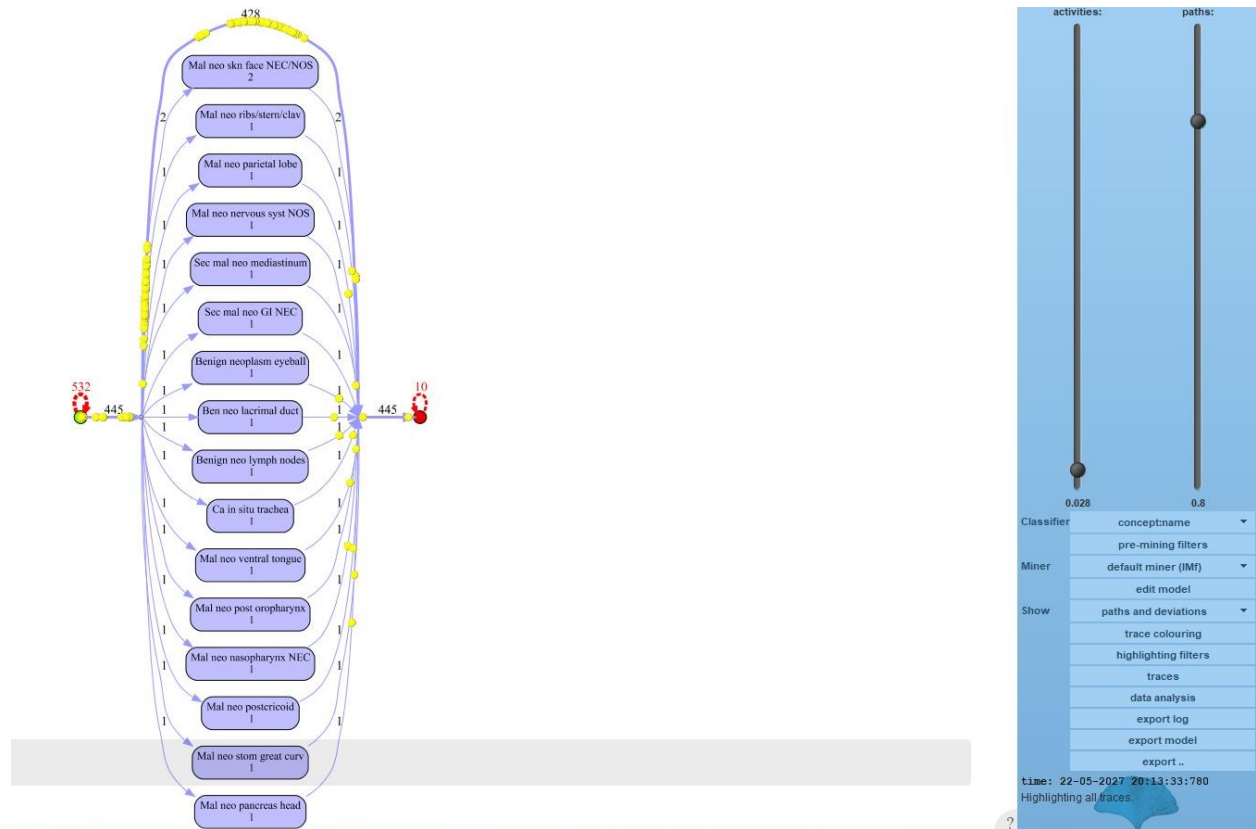 428
Mal neo skn face NEC/NOS
2
2
2
Mal neo ribs/stern/clav
1
1
1
Mal neo parietal lobe
1
1
1
Mal neo nervous syst NOS
1
1
1
Sec mal neo mediastinum
1
1
1
Sec mal neo GI NEC
1
1
1
Benign neoplasm eyeball
1
1
1
532
445
Ben neo lacrimal duct
1
1
1
445
10
Benign neo lymph nodes
1
1
1
Ca in situ trachea
1
1
1
Mal neo ventral tongue
1
1
1
Mal neo post oropharynx
1
1
1
Mal neo nasopharynx NEC
1
1
1
Mal neo postcricoid
1
1
1
Mal neo stom great curv
1
1
1
Mal neo pancreas head
1
activities:
paths:
0.028
0.8
Classifier concept:name
pre-mining filters
Miner default miner (IMf)
edit model
Show paths and deviations
trace colouring
highlighting filters
traces
data analysis
export log
export model
export ..
time: 22-05-2027 20:13:33:780
Highlighting all traces.
?